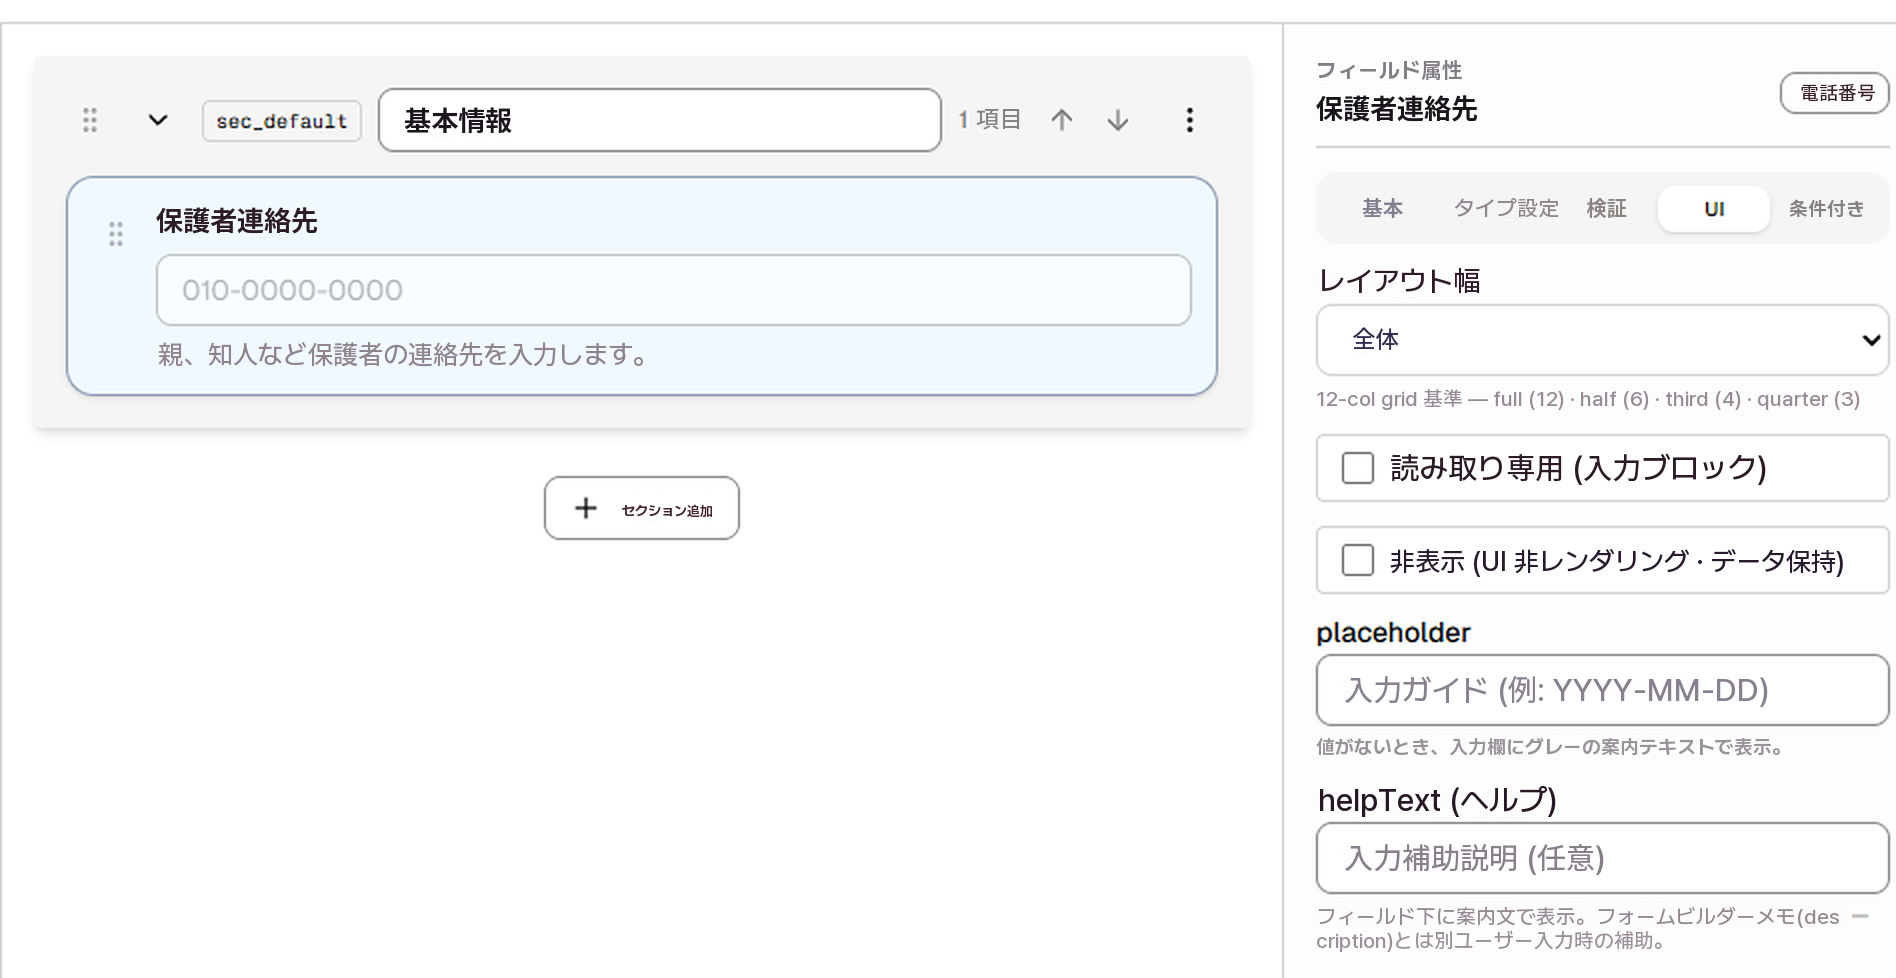 sec_default
基本情報
1 項目
保護者連絡先
010-0000-0000
親、知人など保護者の連絡先を入力します。
セクション追加
フィールド属性
保護者連絡先
電話番号
基本 タイプ設定 検証 UI 条件付き
レイアウト幅
全体
12-col grid 基準 — full (12) · half (6) · third (4) · quarter (3)
読み取り専用 (入力ブロック)
非表示 (UI 非レンダリング · データ保持)
placeholder
入力ガイド (例: YYYY-MM-DD)
値がないとき、入力欄にグレーの案内テキストで表示。
helpText (ヘルプ)
入力補助説明 (任意)
フィールド下に案内文で表示。フォームビルダーメモ(des
cription)とは別ユーザー入力時の補助。